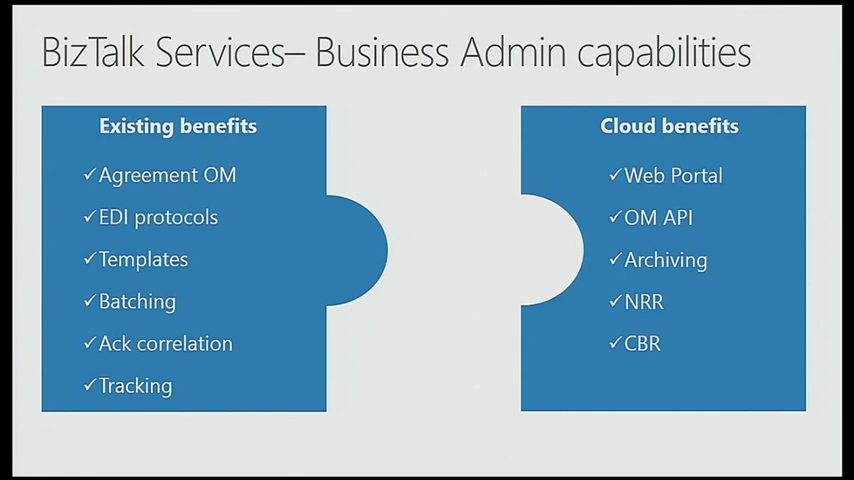 BizTalk Services– Business Admin capabilities
Existing benefits
✓Agreement OM
✓EDI protocols
✓Templates
✓Batching
✓Ack correlation
✓Tracking
Cloud benefits
✓Web Portal
✓OM API
✓Archiving
✓NRR
✓CBR